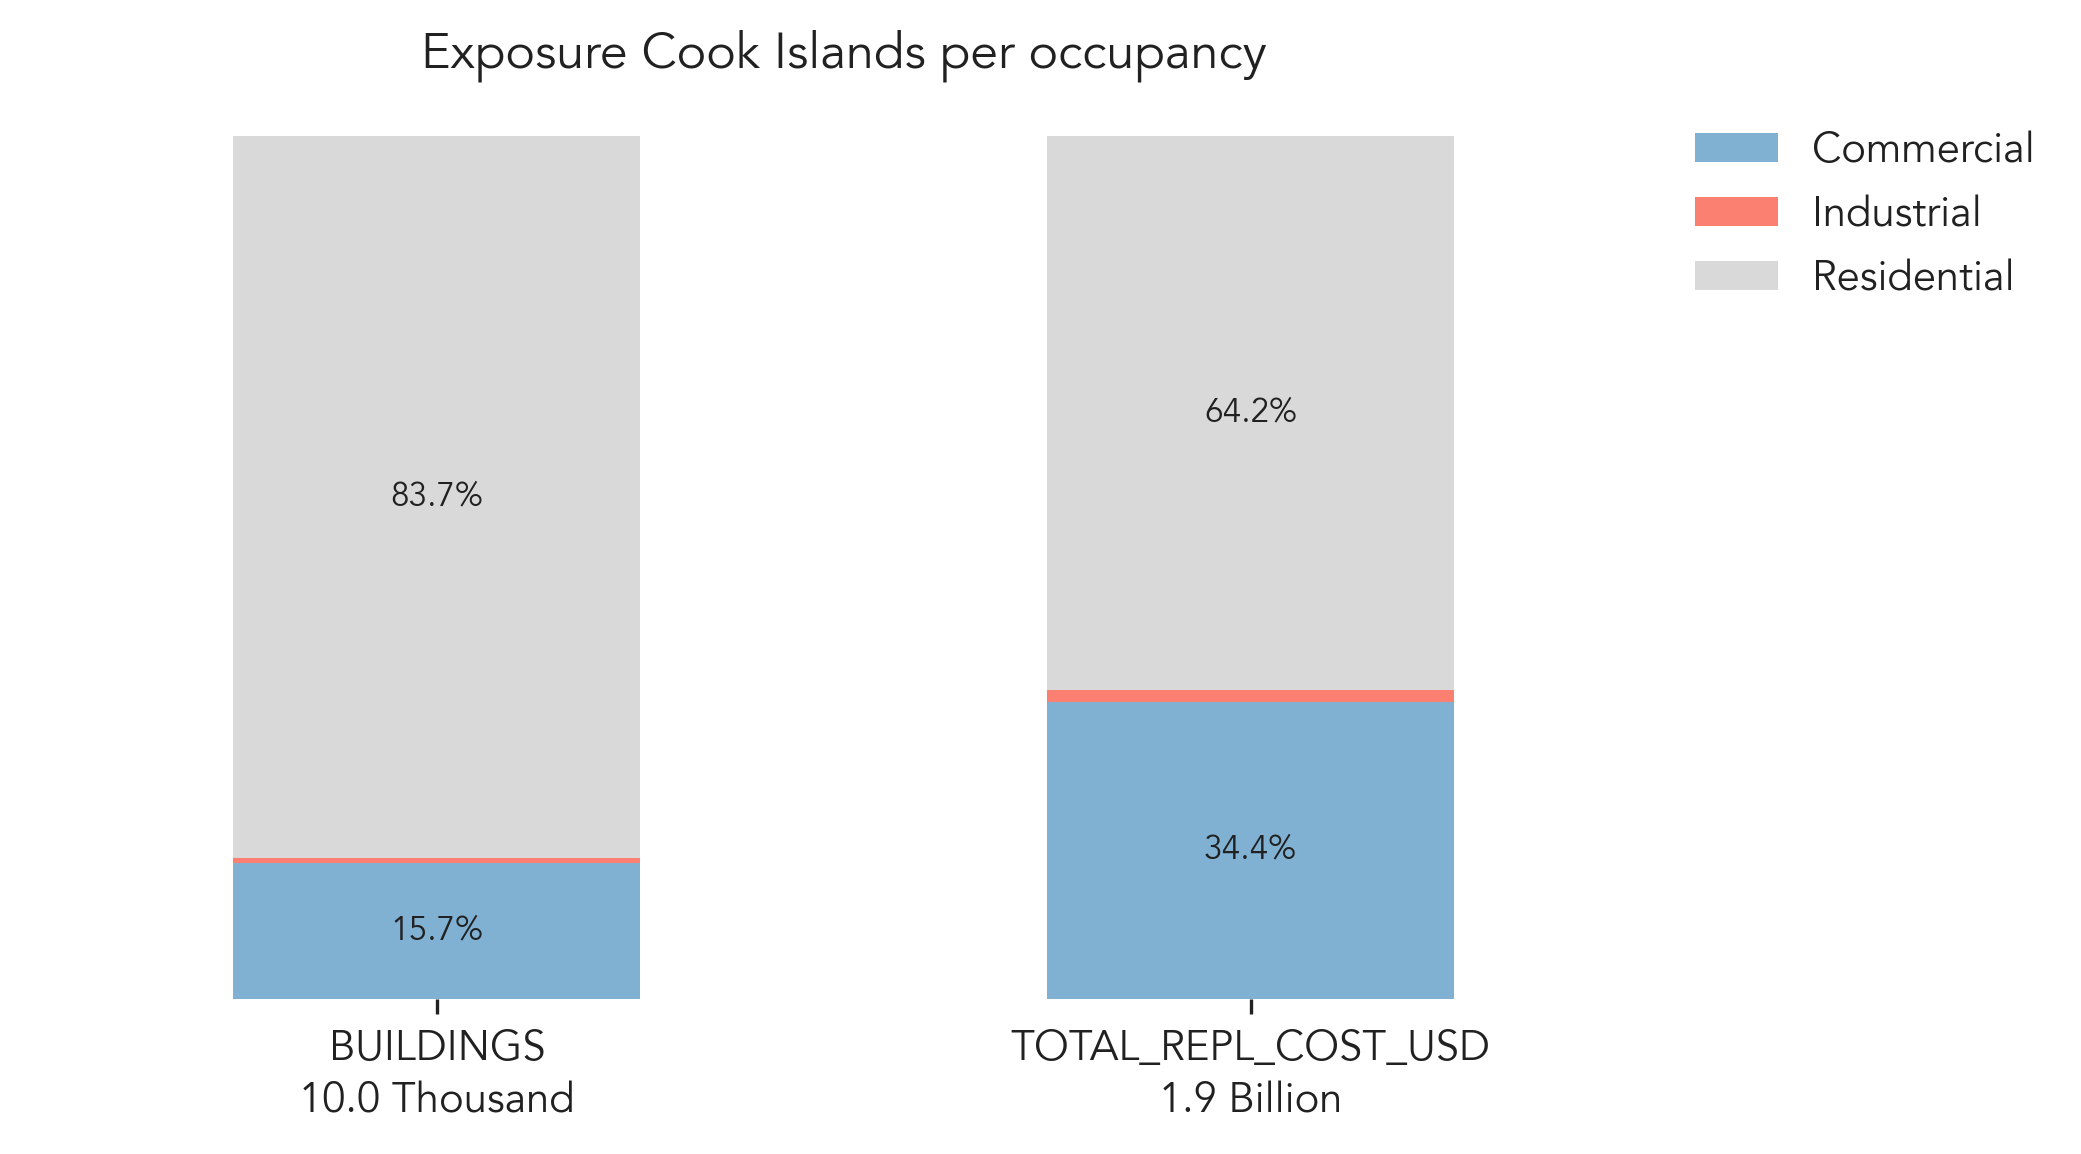 Exposure Cook Islands per occupancy
Commercial
Industrial
Residential
83.7%
15.7%
64.2%
34.4%
BUILDINGS
10.0 Thousand
TOTAL_REPL_COST_USD
1.9 Billion